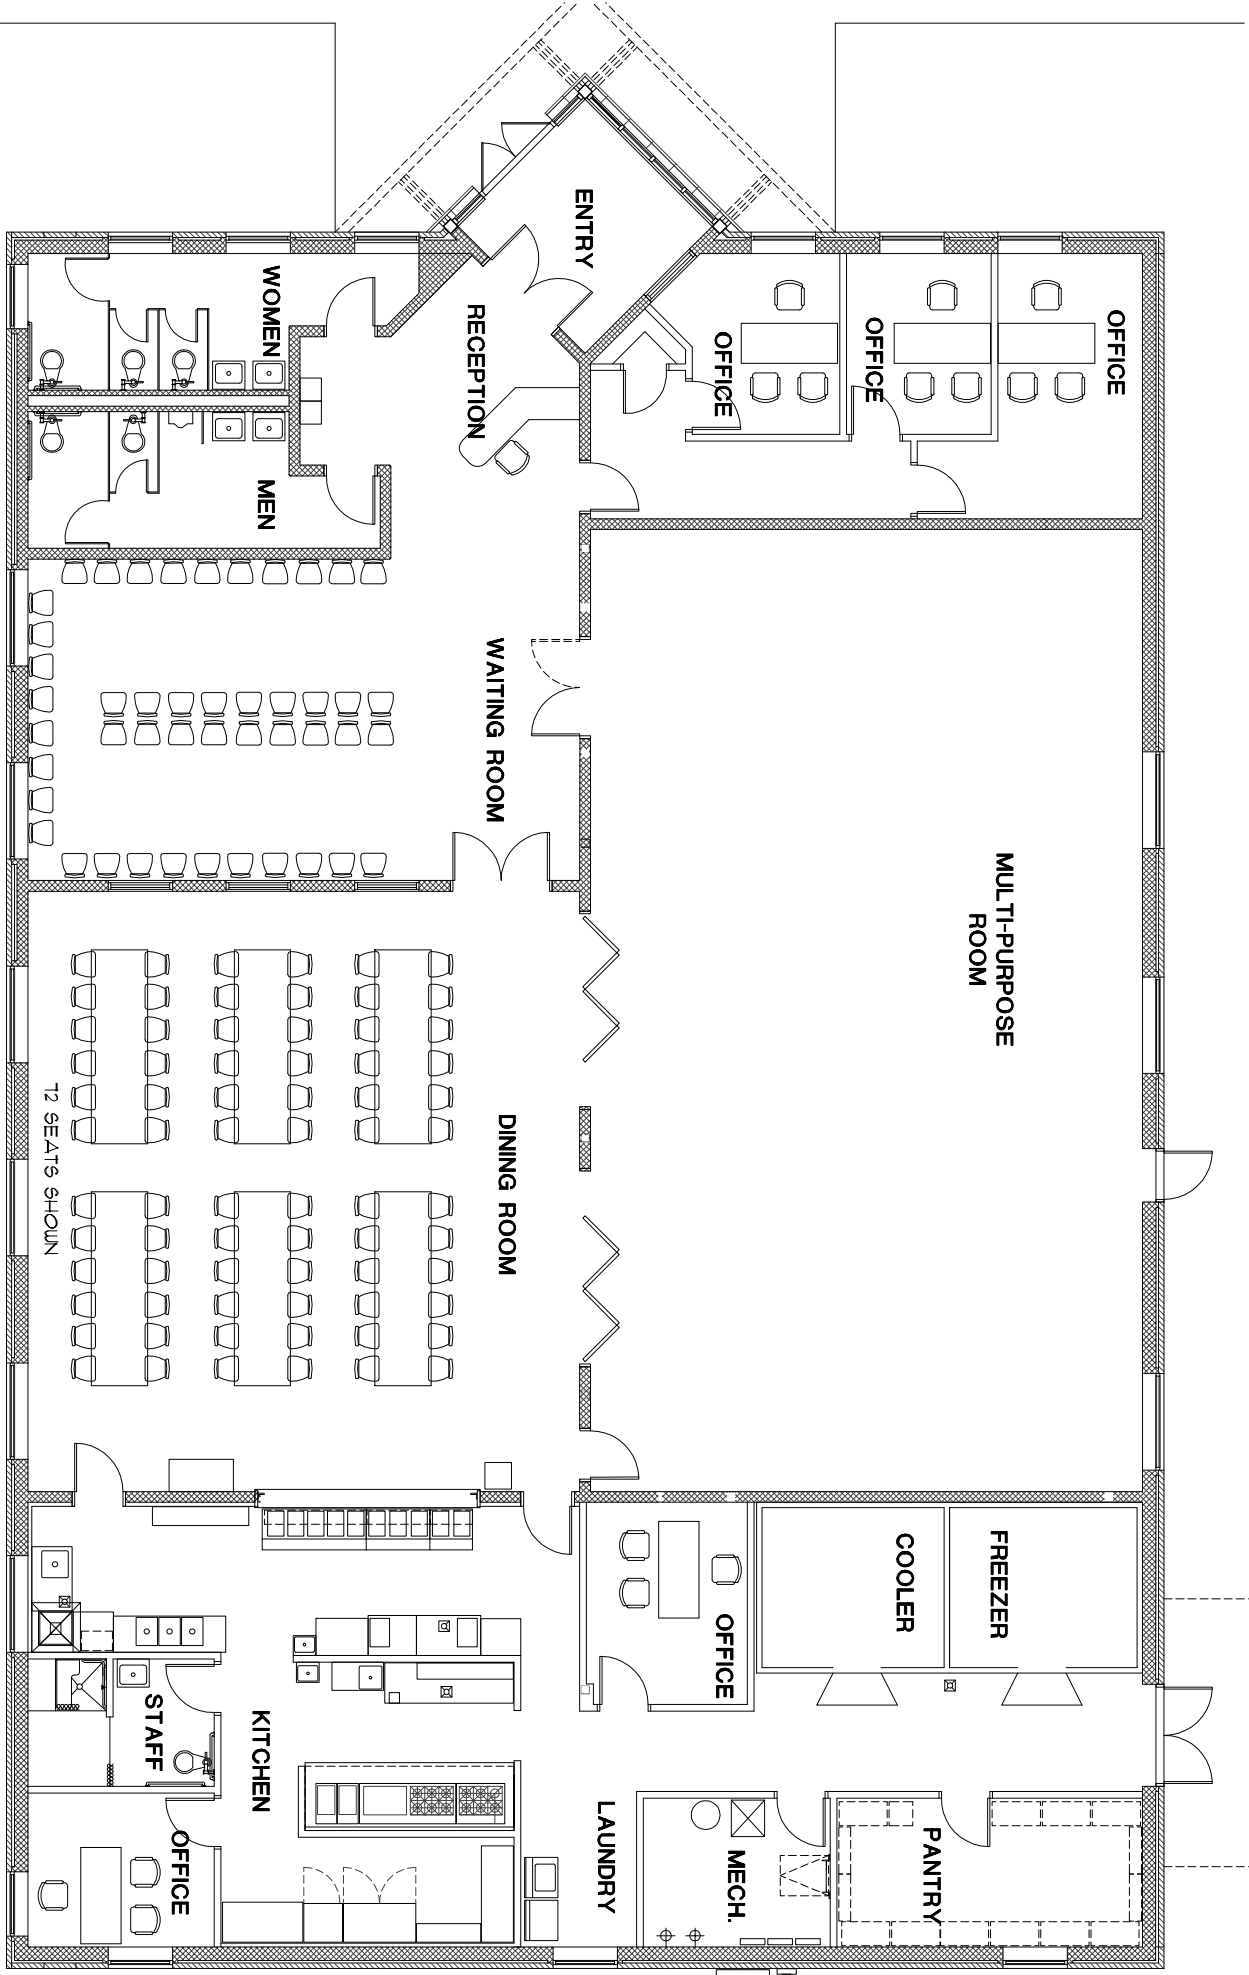 ENTRY
WOMEN
RECEPTION
OFFICE
OFFICE
OFFICE
MEN
WAITING ROOM
MULTI-PURPOSE
ROOM
DINING ROOM
72 SEATS SHOWN
COOLER
FREEZER
OFFICE
STAFF
KITCHEN
OFFICE
LAUNDRY
MECH.
PANTRY